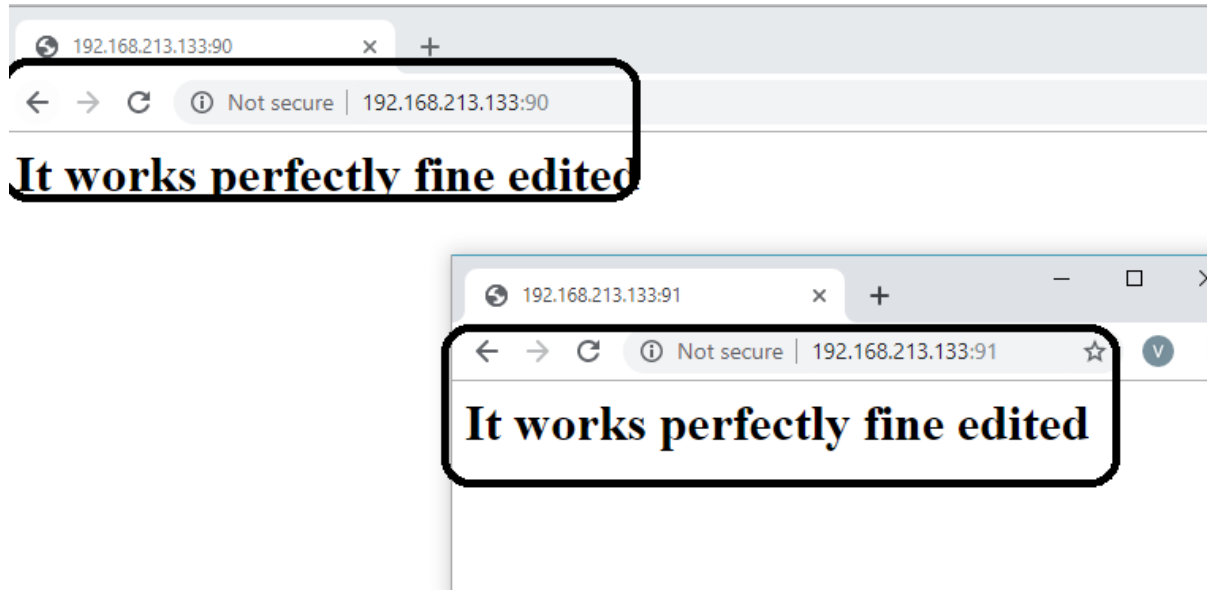 192.168.213.133:90
Not secure | 192.168.213.133:90
It works perfectly fine edited
192.168.213.133:91
Not secure | 192.168.213.133:91
V
It works perfectly fine edited